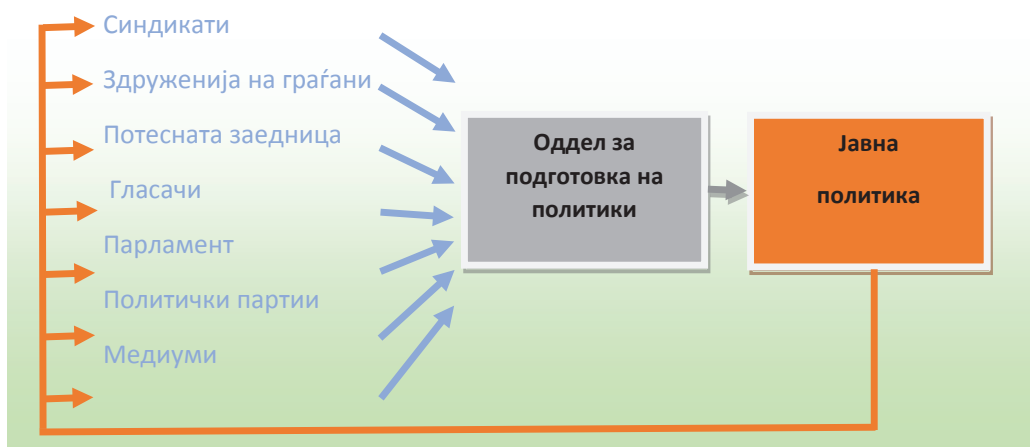 Синдикати
Здруженија на граѓани
Потесната заедница
Гласачи
Парламент
Политички партии
Медиуми
Оддел за
подготовка на
политики
Јавна
политика